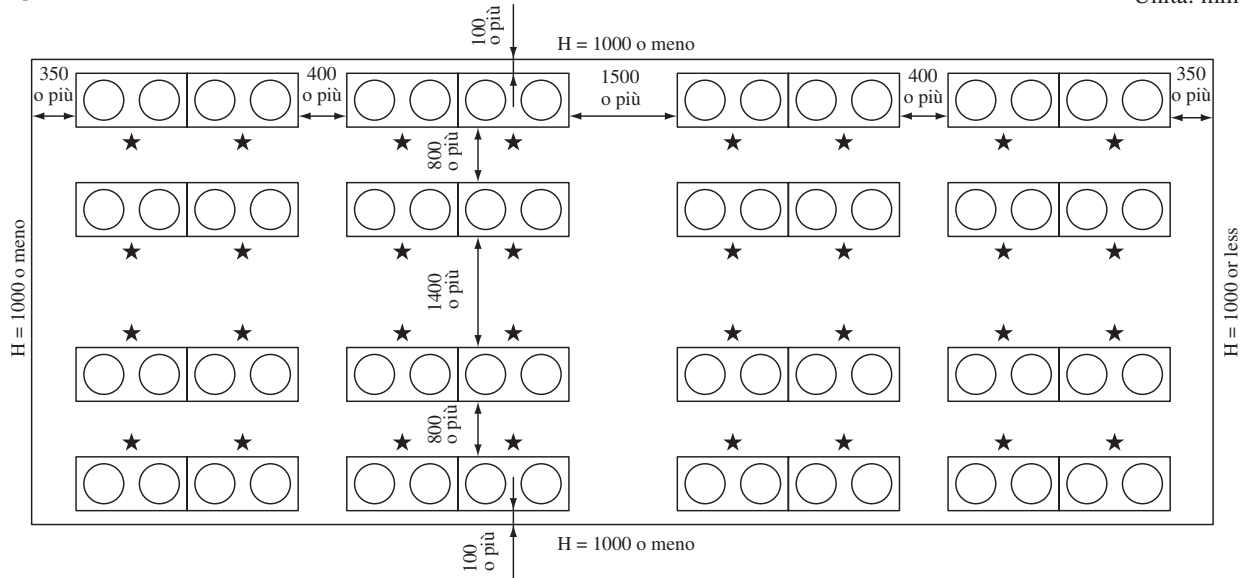 Unità: mm
100
o più
H = 1000 o meno
350
o più
400
o più
1500
o più
400
o più
350
o più
800
o più
H = 1000 o meno
1400
o più
H = 1000 or less
800
o più
100
o più
H = 1000 o meno